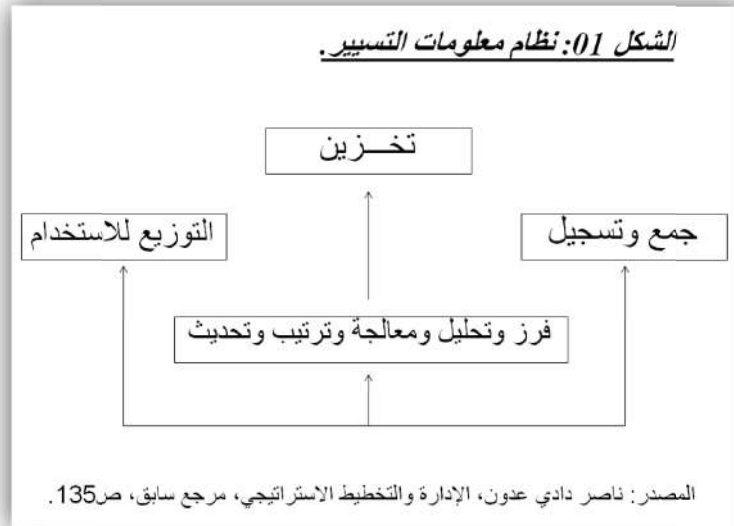 الشكل 01: نظام معلومات التسيير.
تخـــزين
جمع وتسجيل
التوزيع للاستخدام
فرز وتحليل ومعالجة وترتيب وتحديث
المصدر: ناصر دادي عدون، الإدارة والتخطيط الاستراتيجي، مرجع سابق، ص135.